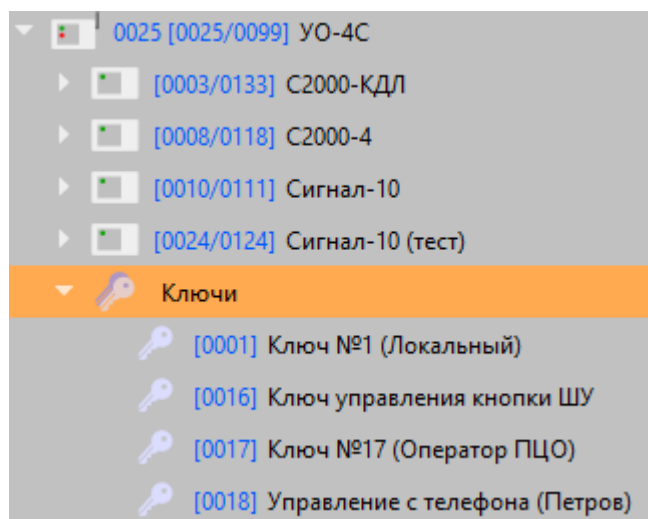 0025 [0025/0099] УО-4С
[0003/0133] С2000-КДЛ
[0008/0118] С2000-4
[0010/0111] Сигнал-10
[0024/0124] Сигнал-10 (тест)
Ключи
[0001] Ключ №1 (Локальный)
[0016] Ключ управления кнопки ШУ
[0017] Ключ №17 (Оператор ПЦО)
[0018] Управление с телефона (Петров)